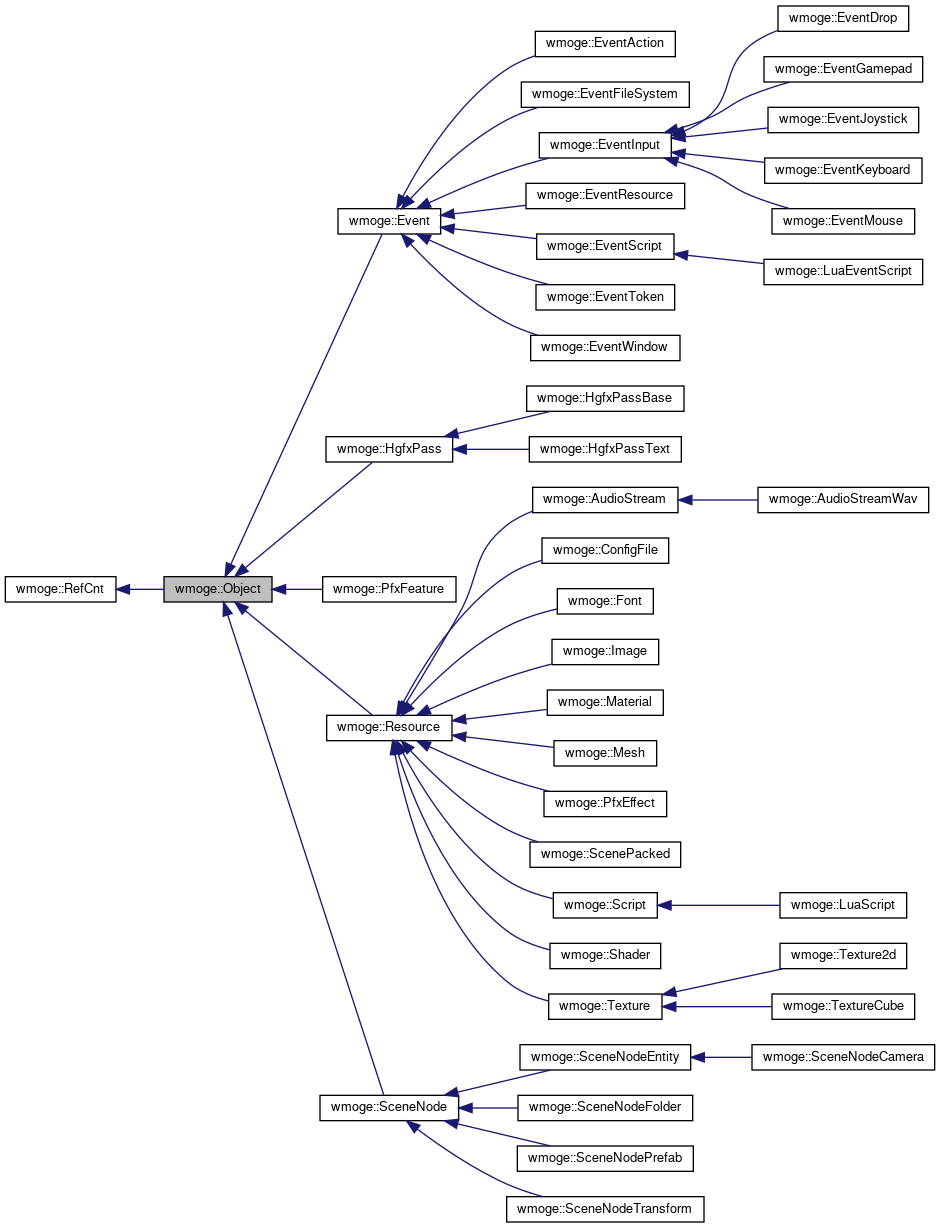 wmoge::EventDrop
wmoge::EventAction
wmoge::EventGamepad
wmoge::EventFileSystem
wmoge::EventJoystick
wmoge::EventInput
wmoge::EventKeyboard
wmoge::EventResource
wmoge::Event
wmoge::EventMouse
wmoge::EventScript
wmoge::LuaEventScript
wmoge::EventToken
wmoge::EventWindow
wmoge::HgfxPassBase
wmoge::HgfxPass
wmoge::HgfxPassText
wmoge::AudioStream
wmoge::AudioStreamWav
wmoge::ConfigFile
wmoge::RefCnt
wmoge::Object
wmoge::PfxFeature
wmoge::Font
wmoge::Image
wmoge::Material
wmoge::Resource
wmoge::Mesh
wmoge::PfxEffect
wmoge::ScenePacked
wmoge::Script
wmoge::LuaScript
wmoge::Shader
wmoge::Texture2d
wmoge::Texture
wmoge::TextureCube
wmoge::SceneNodeEntity
wmoge::SceneNodeCamera
wmoge::SceneNode
wmoge::SceneNodeFolder
wmoge::SceneNodePrefab
wmoge::SceneNodeTransform